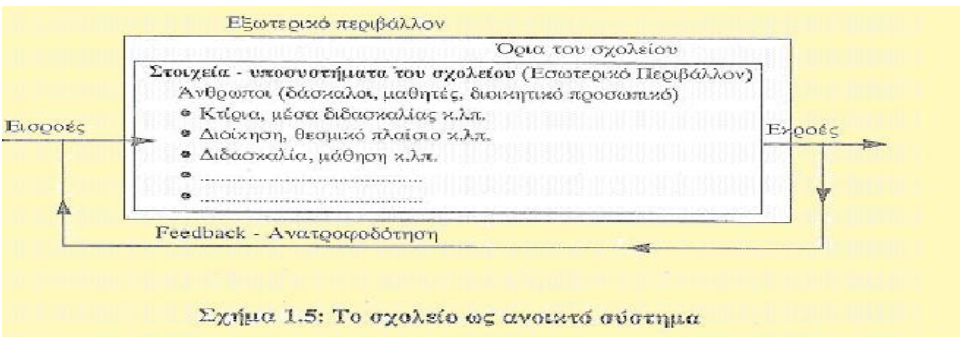 Εξωτερικό περιβάλλον
Όρια του σχολείου
Στοιχεία - υποσυστήματα του σχολείου (Εσωτερικό Περιβάλλον)
Άνθρωποι (δάσκαλοι, μαθητές, διοικητικό προσωπικό)
• Κτίρια, μέσα διδασκαλίας κ.λπ.
Εισροές
Εκροές
• Διοίκηση, θεσμικό πλαίσιο κ.λπ.
• Διδασκαλία, μάθηση κ.λπ.
• ................................
• ................................
Feedback - Ανατροφοδότηση
Σχήμα 1.5: Το σχολείο ως ανοικτό σύστημα